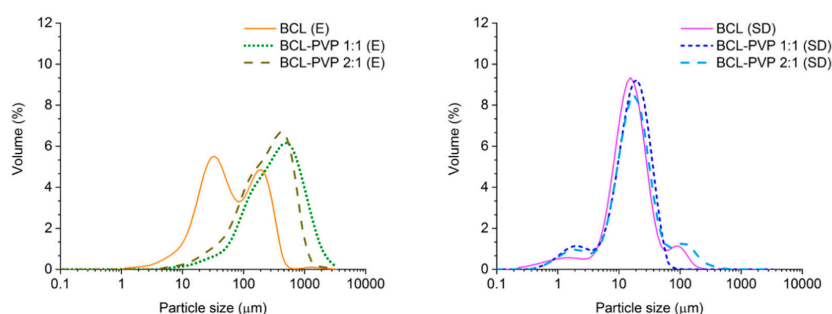 12
10
8
6
4
2
0
Volume (%)
BCL (E)
BCL-PVP 1:1 (E)
BCL-PVP 2:1 (E)
0.1 1 10 100 1000 10000
Particle size (μm)
12
10
8
6
4
2
0
Volume (%)
BCL (SD)
BCL-PVP 1:1 (SD)
BCL-PVP 2:1 (SD)
0.1 1 10 100 1000 10000
Particle size (μm)